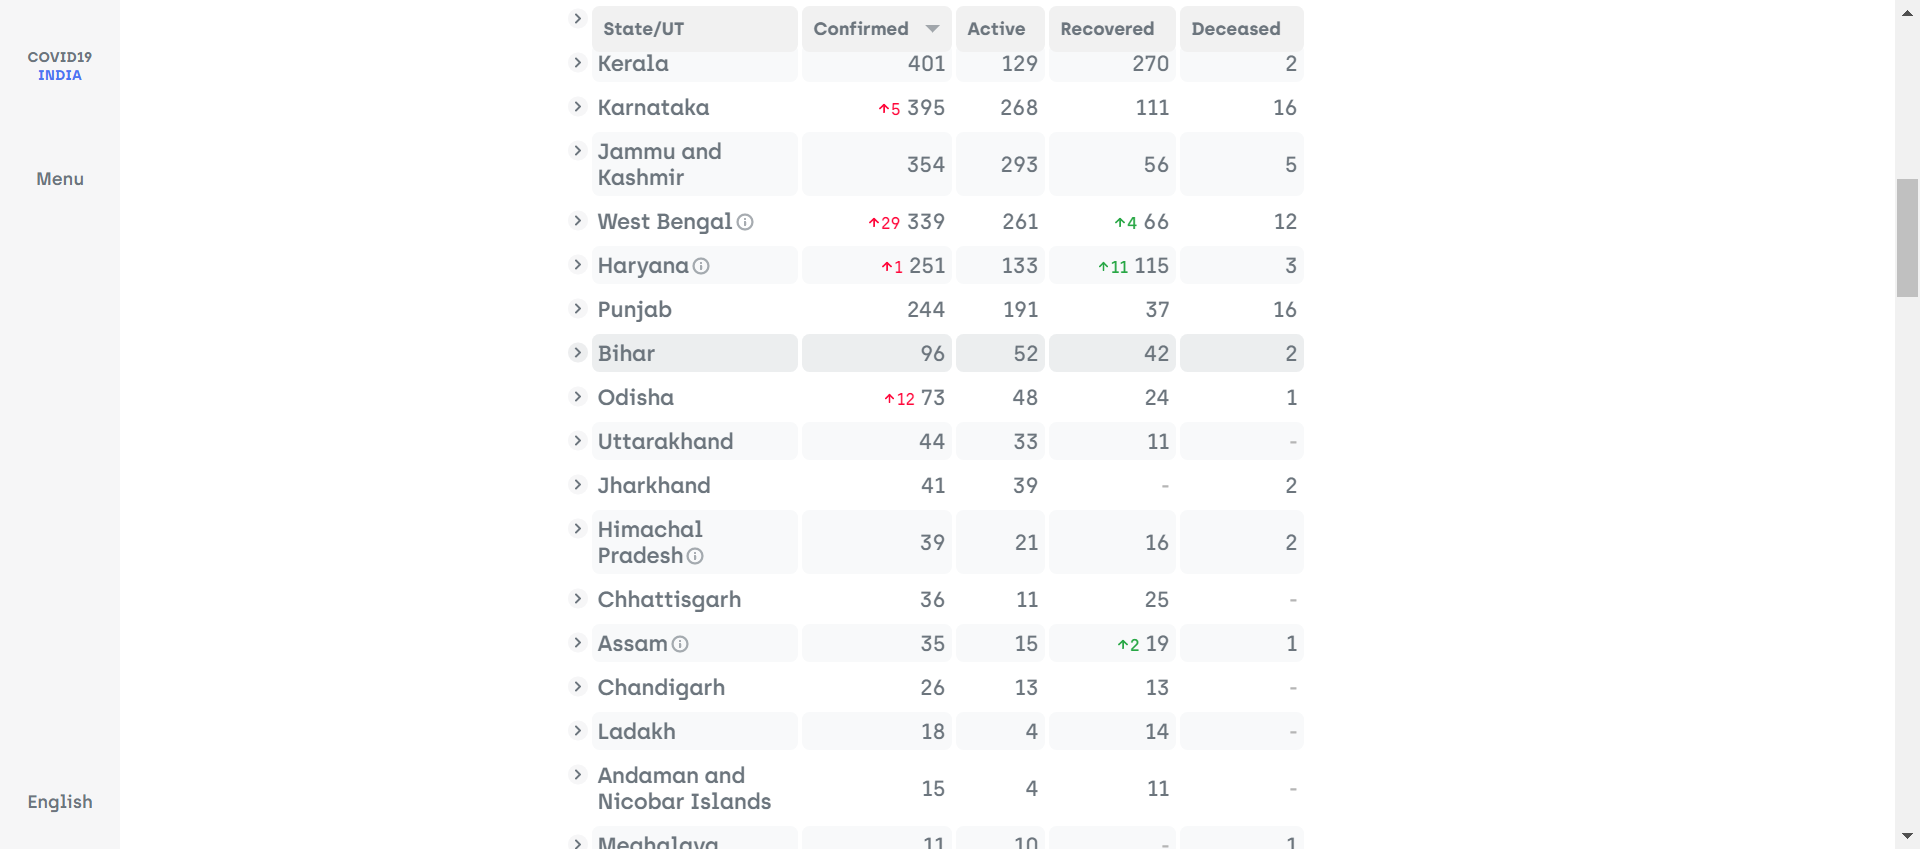 COVID19
INDIA
Menu
English
State/UT Confirmed Active Recovered Deceased
Kerala 401 129 270 2
Karnataka ↑5 395 268 111 16
Jammu and
Kashmir 354 293 56 5
West Bengal ↑29 339 261 ↑4 66 12
Haryana ↑1 251 133 ↑11 115 3
Punjab 244 191 37 16
Bihar 96 52 42 2
Odisha ↑12 73 48 24 1
Uttarakhand 44 33 11 -
Jharkhand 41 39 - 2
Himachal
Pradesh 39 21 16 2
Chhattisgarh 36 11 25 -
Assam 35 15 ↑2 19 1
Chandigarh 26 13 13 -
Ladakh 18 4 14 -
Andaman and
Nicobar Islands 15 4 11 -
Meghalaya 11 10 - 1